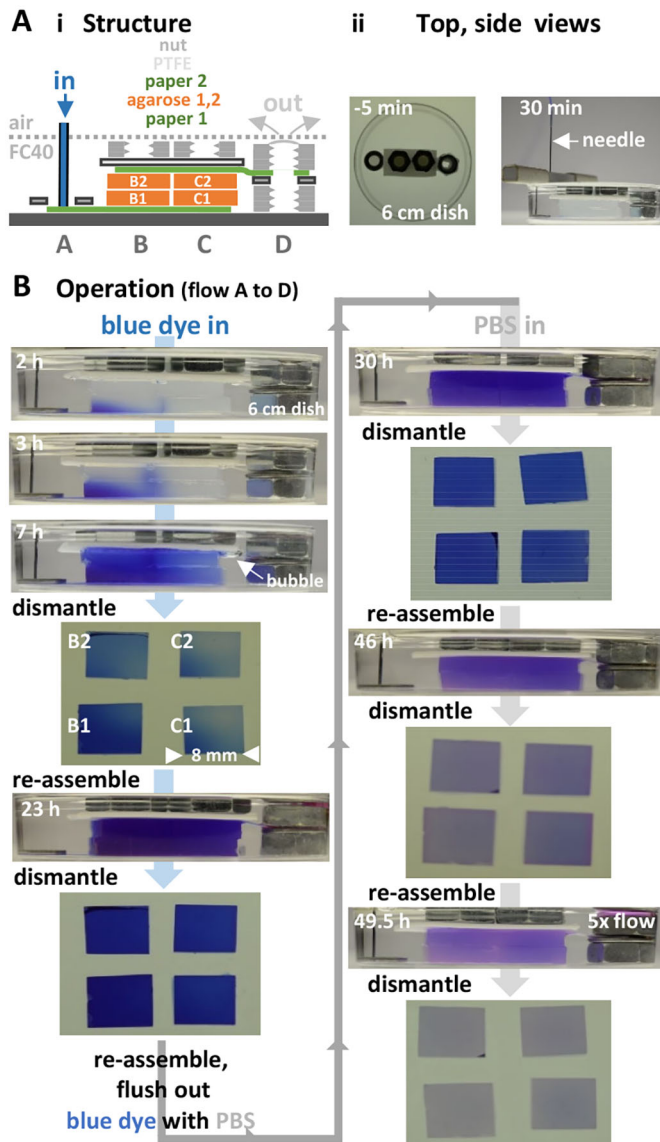 A i Structure
nut
PTFE
in
paper 2
agarose 1,2
out
air
paper 1
FC40
B2 C2
B1 C1
A B C D
ii Top, side views
-5 min
6 cm dish
30 min
needle
B Operation (flow A to D)
blue dye in
2 h
6 cm dish
3 h
7 h
bubble
dismantle
B2 C2
B1 C1
8 mm
re-assemble
23 h
dismantle
re-assemble,
flush out
blue dye with PBS
PBS in
30 h
dismantle
re-assemble
46 h
dismantle
re-assemble
49.5 h 5x flow
dismantle